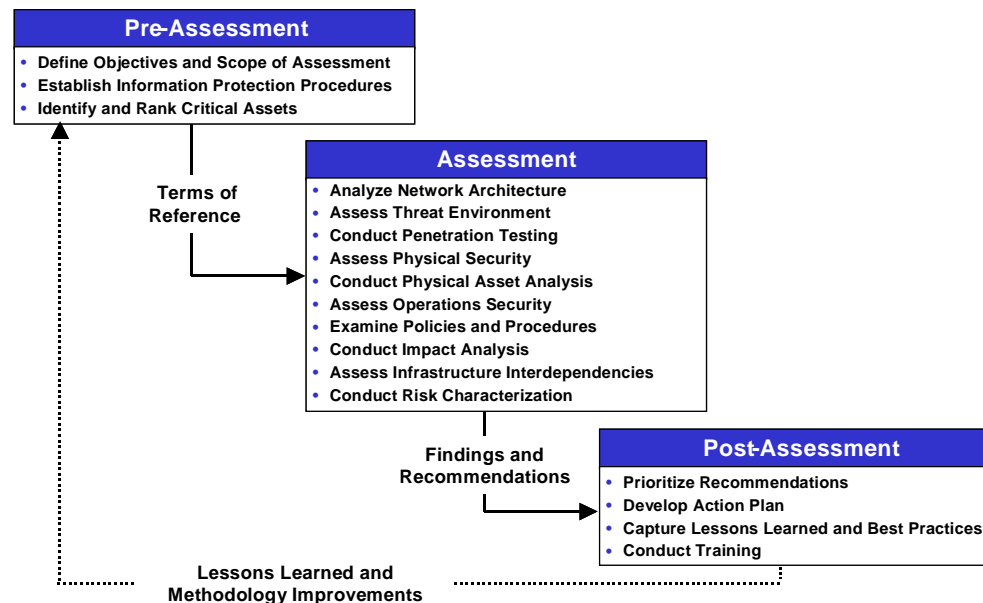 Pre-Assessment
• Define Objectives and Scope of Assessment
• Establish Information Protection Procedures
• Identify and Rank Critical Assets
Terms of
Reference
Assessment
• Analyze Network Architecture
• Assess Threat Environment
• Conduct Penetration Testing
• Assess Physical Security
• Conduct Physical Asset Analysis
• Assess Operations Security
• Examine Policies and Procedures
• Conduct Impact Analysis
• Assess Infrastructure Interdependencies
• Conduct Risk Characterization
Findings and
Recommendations
Post-Assessment
• Prioritize Recommendations
• Develop Action Plan
• Capture Lessons Learned and Best Practices
• Conduct Training
Lessons Learned and
Methodology Improvements